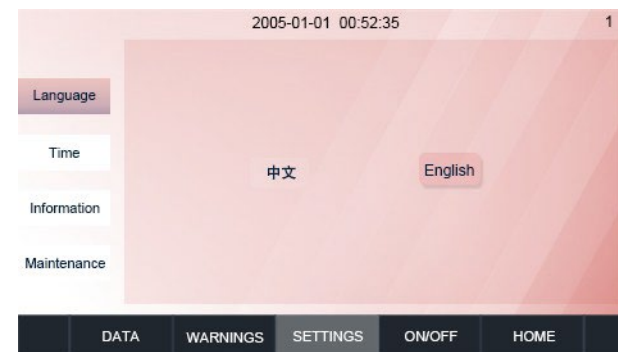 2005-01-01 00:52:35 1
Language
Time
中文 English
Information
Maintenance
DATA WARNINGS SETTINGS ON/OFF HOME